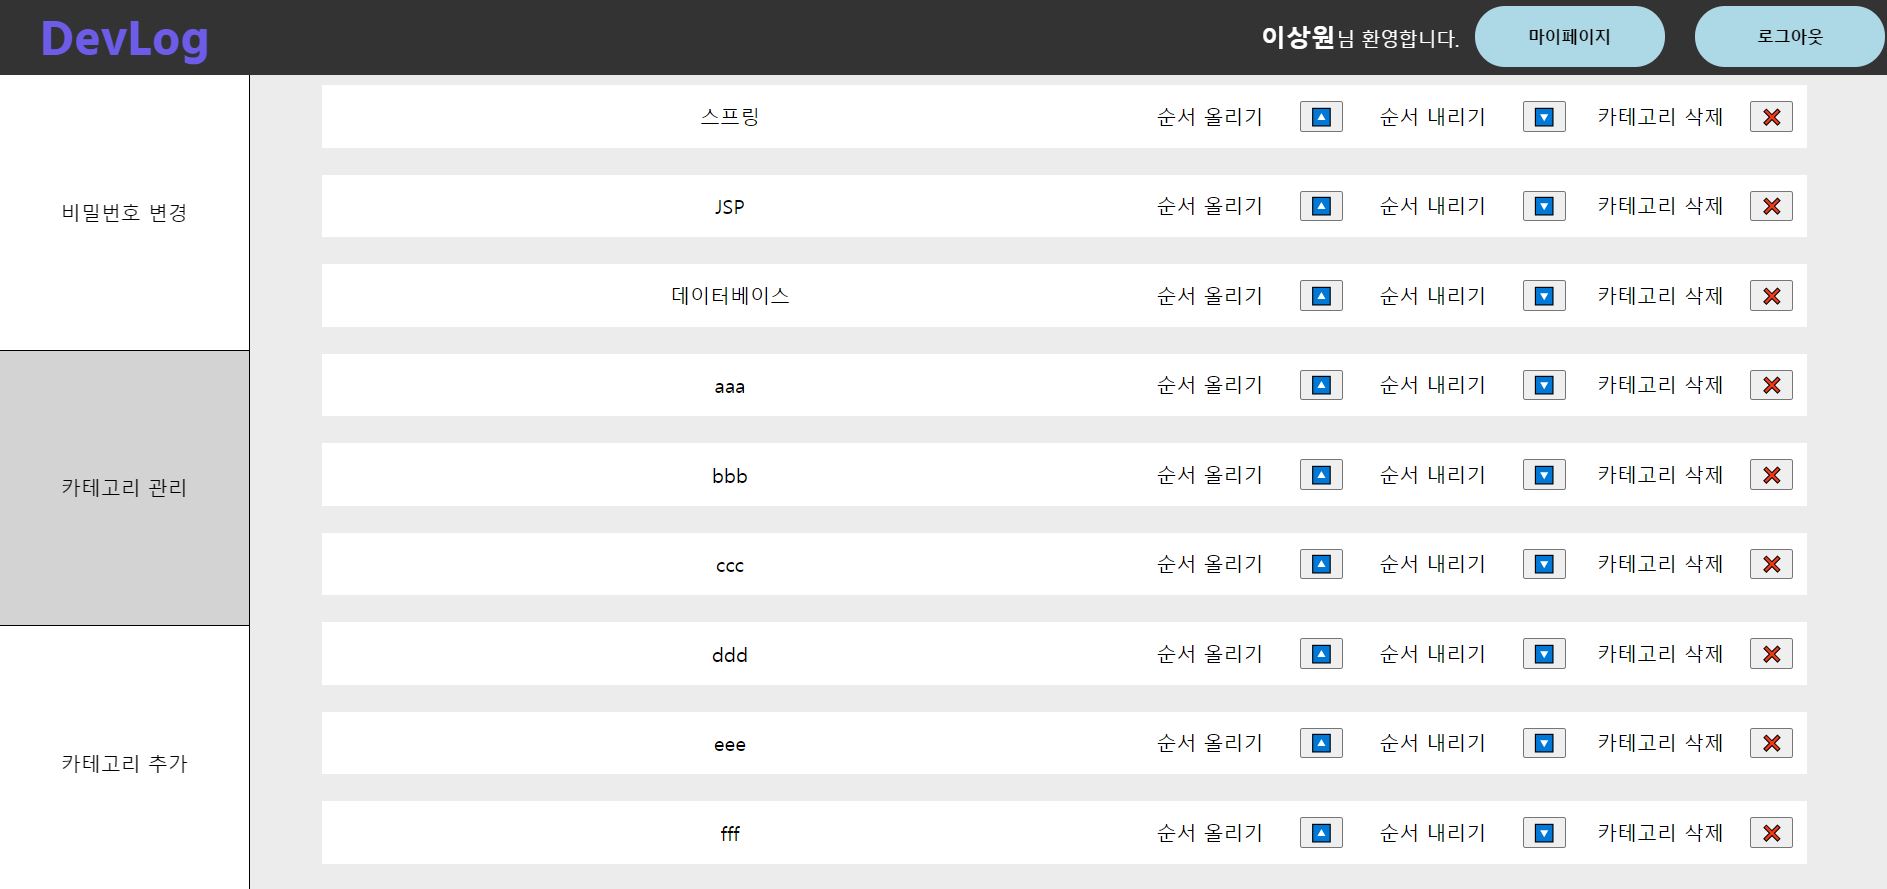 DevLog 이상원님 환영합니다. 마이페이지 로그아웃
비밀번호 변경
카테고리 관리
카테고리 추가
스프링 순서 올리기 순서 내리기 카테고리 삭제
JSP 순서 올리기 순서 내리기 카테고리 삭제
데이터베이스 순서 올리기 순서 내리기 카테고리 삭제
aaa 순서 올리기 순서 내리기 카테고리 삭제
bbb 순서 올리기 순서 내리기 카테고리 삭제
ccc 순서 올리기 순서 내리기 카테고리 삭제
ddd 순서 올리기 순서 내리기 카테고리 삭제
eee 순서 올리기 순서 내리기 카테고리 삭제
fff 순서 올리기 순서 내리기 카테고리 삭제